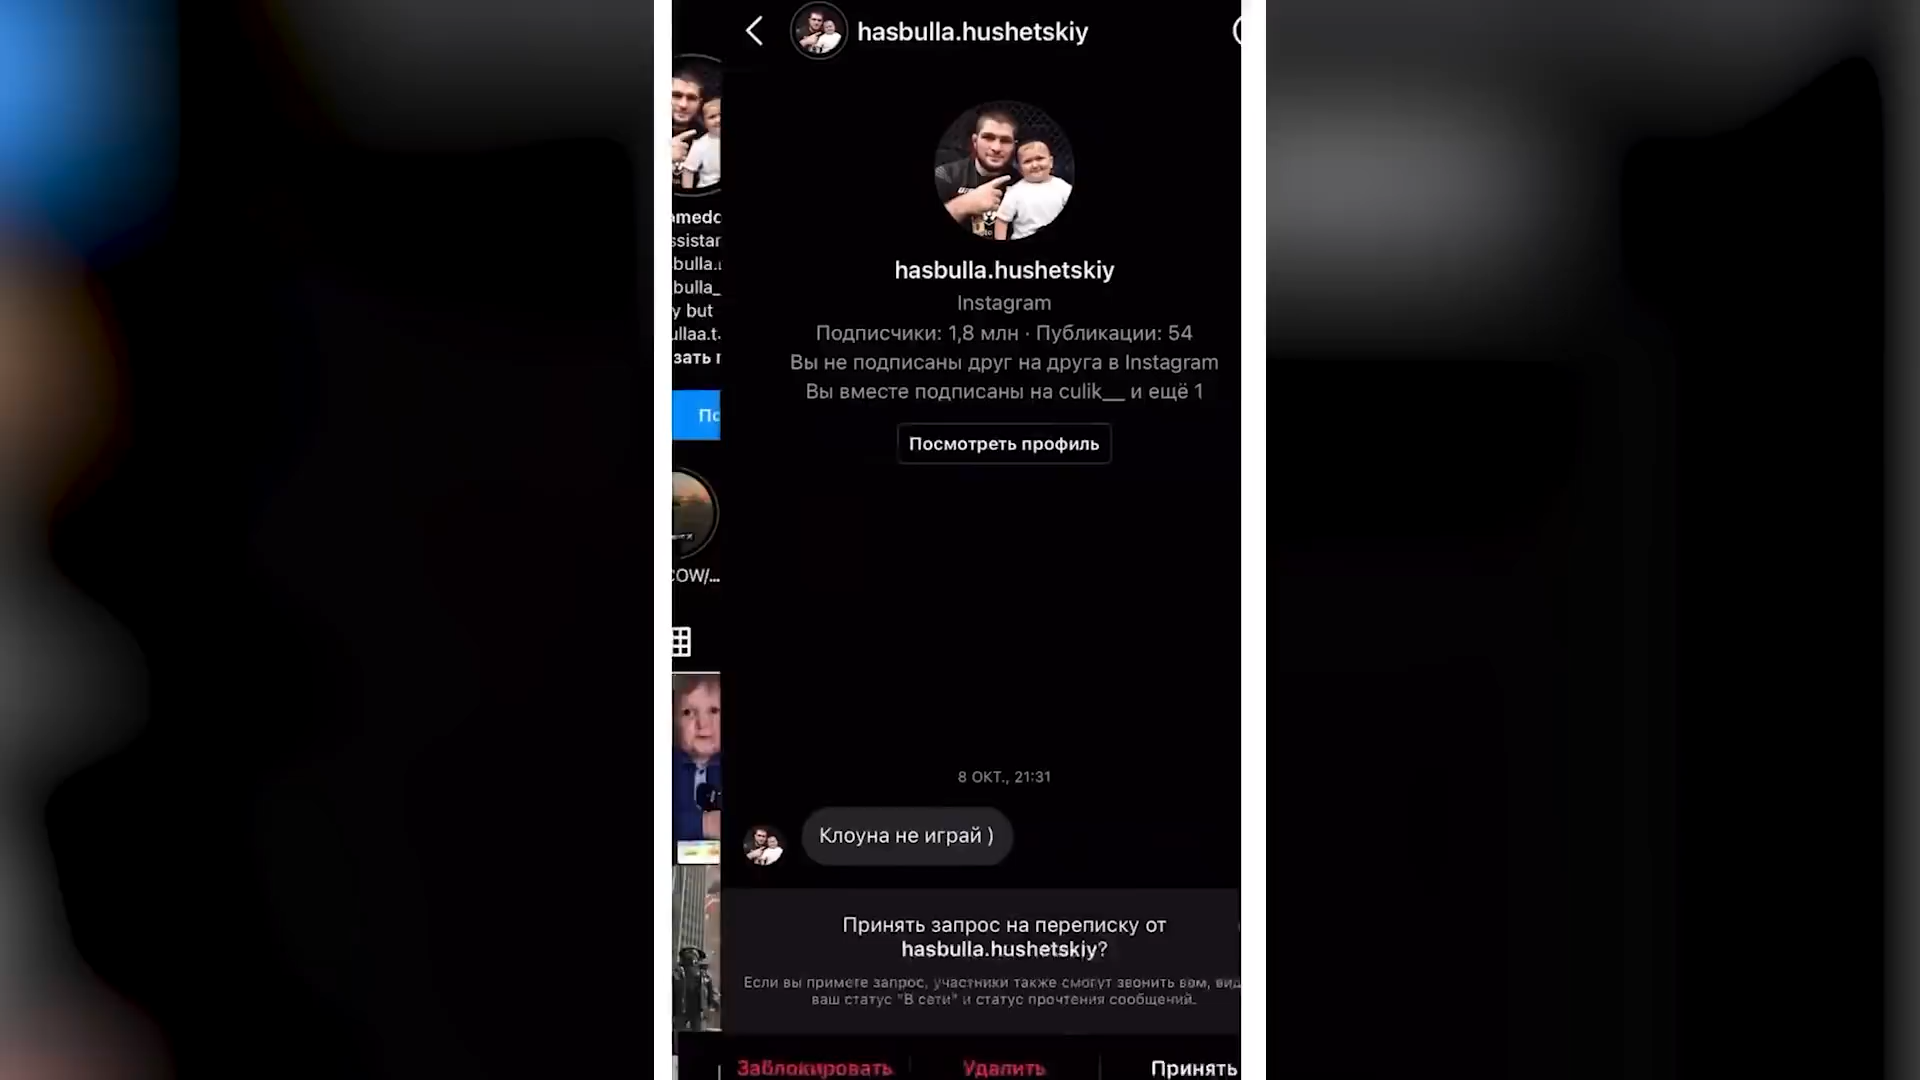 hasbulla.hushetskiy
hasbulla.hushetskiy
Instagram
Подписчики: 1,8 млн · Публикации: 54
Вы не подписаны друг на друга в Instagram
Вы вместе подписаны на culik__ и ещё 1
Посмотреть профиль
8 ОКТ., 21:31
Клоуна не играй )
Принять запрос на переписку от
hasbulla.hushetskiy?
Если вы примете запрос, участники также смогут звонить вам,
ваш статус "В сети" и статус прочтения сообщений.
Заблокировать
Удалить
Принять